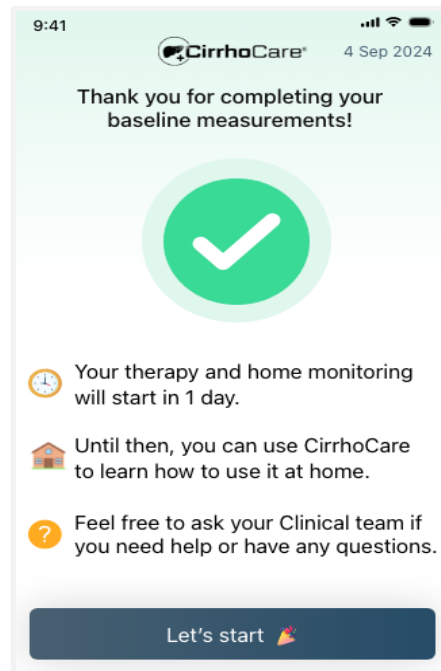 9:41
CirrhoCare®
4 Sep 2024
Thank you for completing your
baseline measurements!
Your therapy and home monitoring
will start in 1 day.
Until then, you can use CirrhoCare
to learn how to use it at home.
?
Feel free to ask your Clinical team if
you need help or have any questions.
Let's start 🎉